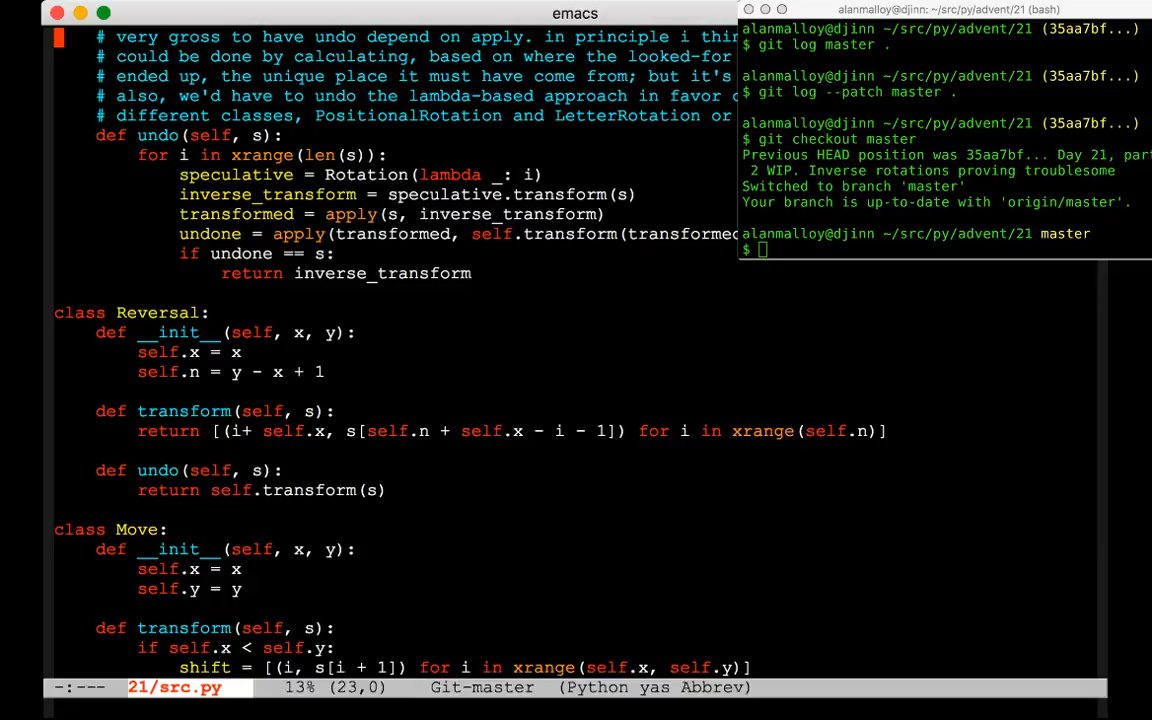 emacs
# very gross to have undo depend on apply. in principle i
# could be done by calculating, based on where the looked-for
# ended up, the unique place it must have come from; but it's
# also, we'd have to undo the lambda-based approach in favor
# different classes, PositionalRotation and LetterRotation or
def undo(self, s):
for i in xrange(len(s)):
speculative = Rotation(lambda _: i)
inverse_transform = speculative.transform(s)
transformed = apply(s, inverse_transform)
undone = apply(transformed, self.transform(transformed
if undone == s:
return inverse_transform
class Reversal:
def __init__(self, x, y):
self.x = x
self.n = y - x + 1
def transform(self, s):
return [(i+ self.x, s[self.n + self.x - i - 1]) for i in xrange(self.n)]
def undo(self, s):
return self.transform(s)
class Move:
def __init__(self, x, y):
self.x = x
self.y = y
def transform(self, s):
if self.x < self.y:
shift = [(i, s[i + 1]) for i in xrange(self.x, self.y)]
-:--- 21/src.py 13% (23,0) Git-master (Python yas Abbrev)
alanmalloy@djinn: ~/src/py/advent/21 (bash)
alanmalloy@djinn ~/src/py/advent/21 (35aa7bf...)
$ git log master .
alanmalloy@djinn ~/src/py/advent/21 (35aa7bf...)
$ git log --patch master .
alanmalloy@djinn ~/src/py/advent/21 (35aa7bf...)
$ git checkout master
Previous HEAD position was 35aa7bf... Day 21, part
2 WIP. Inverse rotations proving troublesome
Switched to branch 'master'
Your branch is up-to-date with 'origin/master'.
alanmalloy@djinn ~/src/py/advent/21 master
$